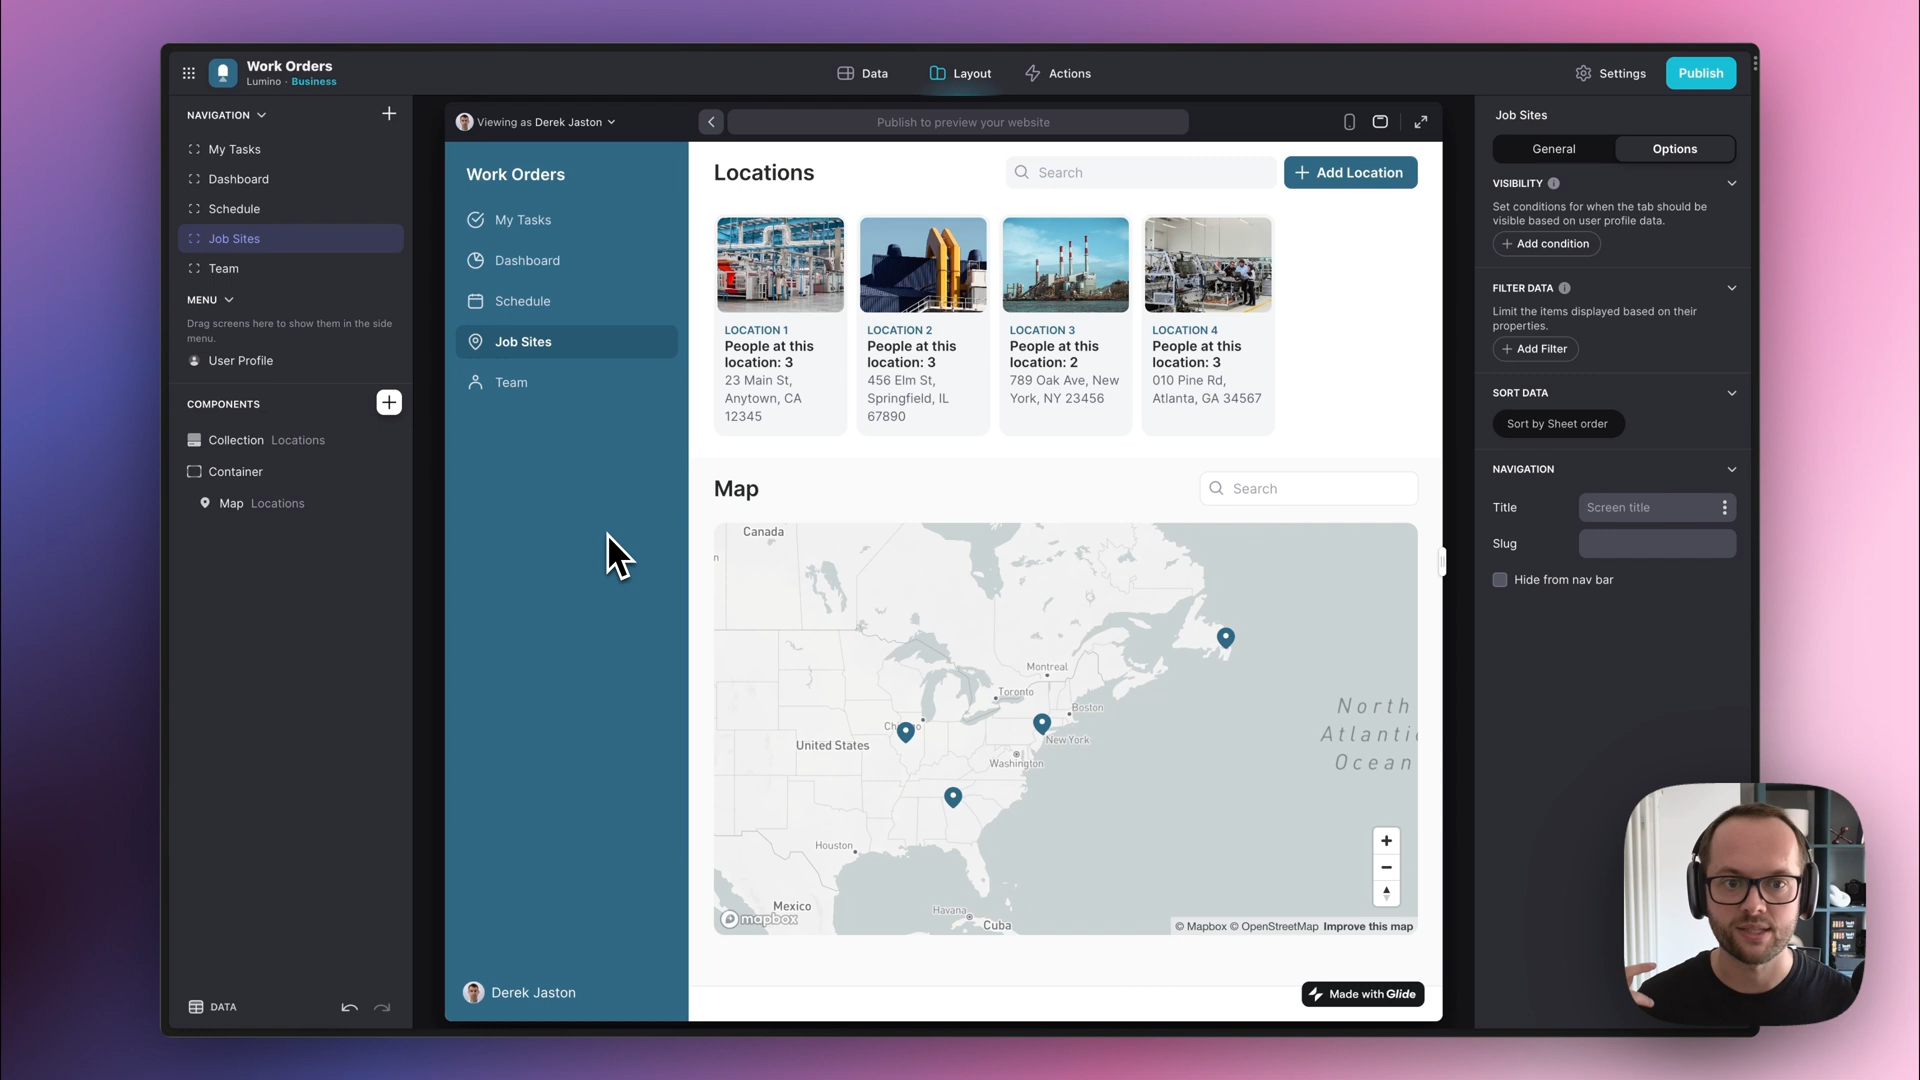 Work Orders
Lumino · Business
Data
Layout
Actions
Settings
Publish
NAVIGATION
My Tasks
Dashboard
Schedule
Job Sites
Team
MENU
Drag screens here to show them in the side
menu.
User Profile
COMPONENTS
Collection Locations
Container
Map Locations
DATA
Viewing as Derek Jaston
Publish to preview your website
Work Orders
My Tasks
Dashboard
Schedule
Job Sites
Team
Derek Jaston
Locations
Search
Add Location
LOCATION 1
People at this
location: 3
23 Main St,
Anytown, CA
12345
LOCATION 2
People at this
location: 3
456 Elm St,
Springfield, IL
67890
LOCATION 3
People at this
location: 2
789 Oak Ave, New
York, NY 23456
LOCATION 4
People at this
location: 3
010 Pine Rd,
Atlanta, GA 34567
Map
Search
Canada
Montreal
Toronto
Boston
United States
New York
Washington
Houston
Mexico
Havana
Cuba
North
Atlantic
Ocean
mapbox
© Mapbox © OpenStreetMap Improve this map
Made with Glide
Job Sites
General
Options
VISIBILITY
Set conditions for when the tab should be
visible based on user profile data.
Add condition
FILTER DATA
Limit the items displayed based on their
properties.
Add Filter
SORT DATA
Sort by Sheet order
NAVIGATION
Title
Screen title
Slug
Hide from nav bar